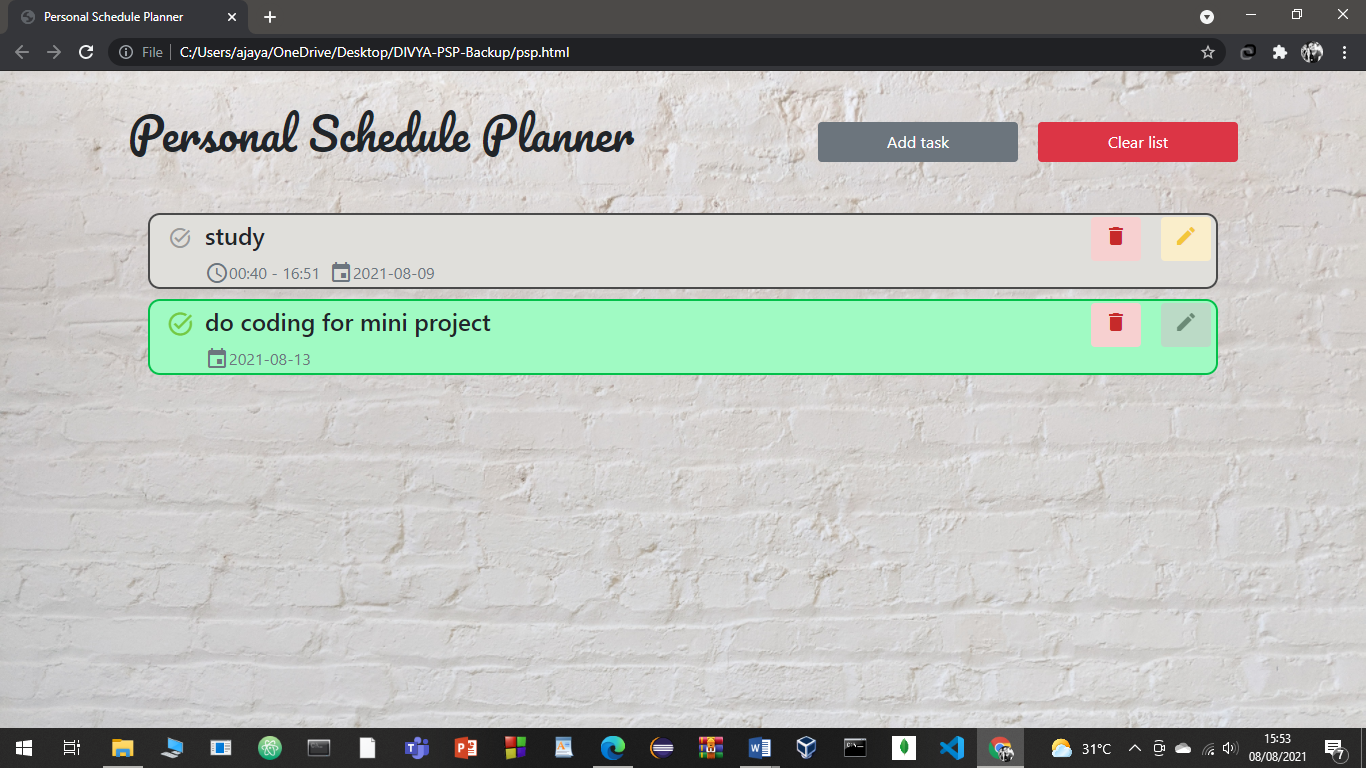 Personal Schedule Planner
File
C:/Users/ajaya/OneDrive/Desktop/DIVYA-PSP-Backup/psp.html
Personal Schedule Planner
Add task
Clear list
study
00:40 - 16:51 2021-08-09
do coding for mini project
2021-08-13
31°C
15:53
08/08/2021
7